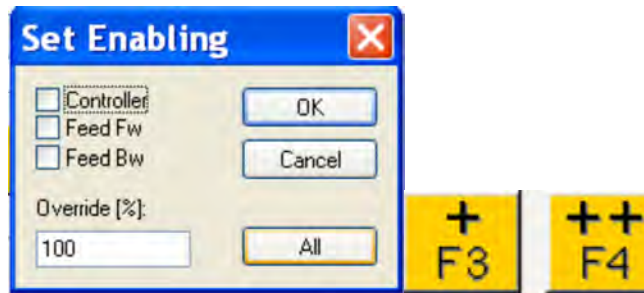 Set Enabling
Controller
Feed Fw
Feed Bw
OK
Cancel
Override [%]:
100
All
+
F3
++
F4